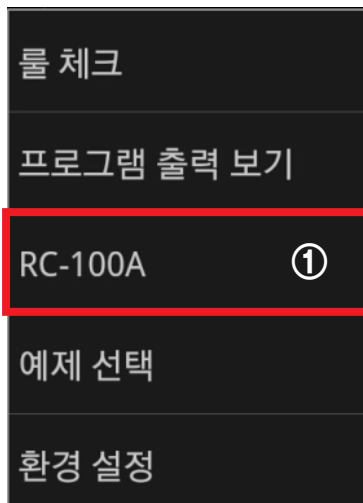 룰 체크
프로그램 출력 보기
RC-100A ①
예제 선택
환경 설정